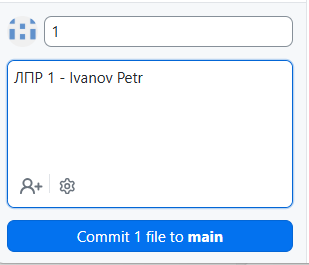 1
ЛПР 1 - Ivanov Petr
Commit 1 file to main